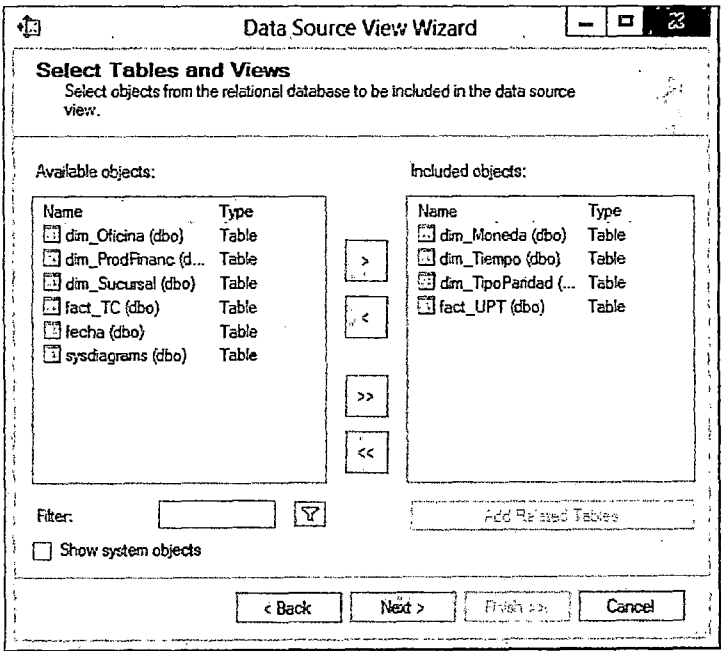 Data Source View Wizard
Select Tables and Views
Select objects from the relational database to be included in the data source
view.
Available objects:
Name Type
dim_Oficina (dbo) Table
dim_ProdFinanc (d... Table
dim_Sucursal (dbo) Table
fact_TC (dbo) Table
fecha (dbo) Table
sysdiagrams (dbo) Table
Filter:
Show system objects
>
<
>>
<<
Included objects:
Name Type
dim_Moneda (dbo) Table
dim_Tiempo (dbo) Table
dim_TipoParidad (... Table
fact_UPT (dbo) Table
Add Related Tables
< Back Next > Finish >> Cancel